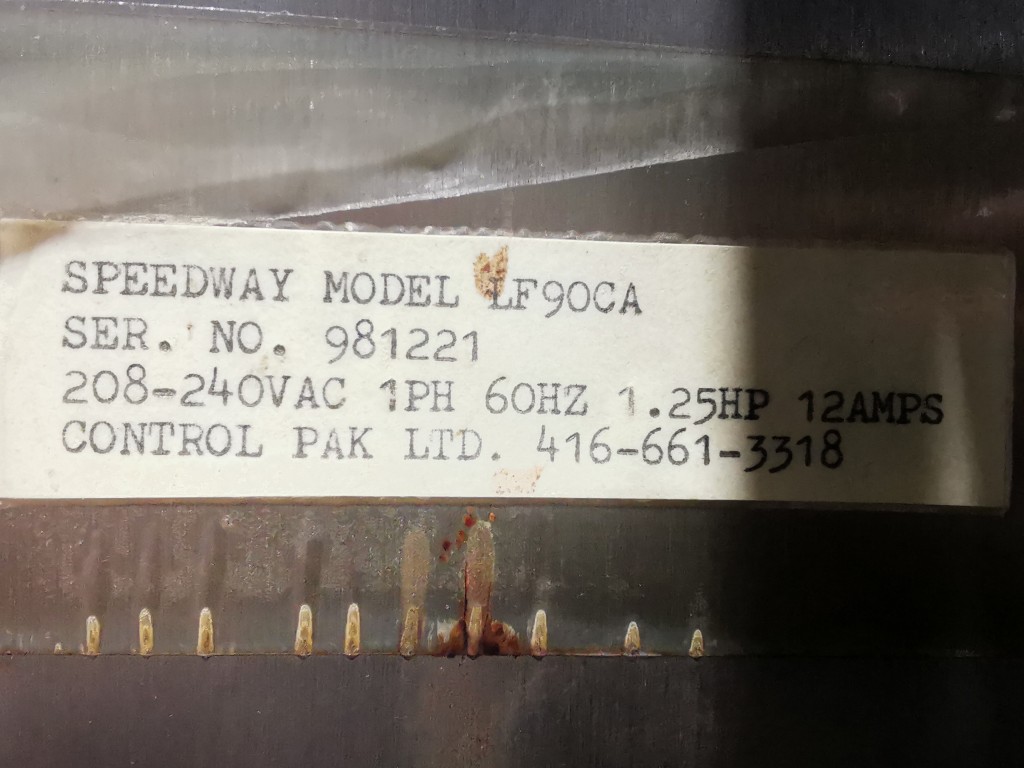 SPEEDWAY MODEL LF90CA
SER. NO. 981221
208-240VAC 1PH 60HZ 1.25HP 12AMPS
CONTROL PAK LTD. 416-661-3318